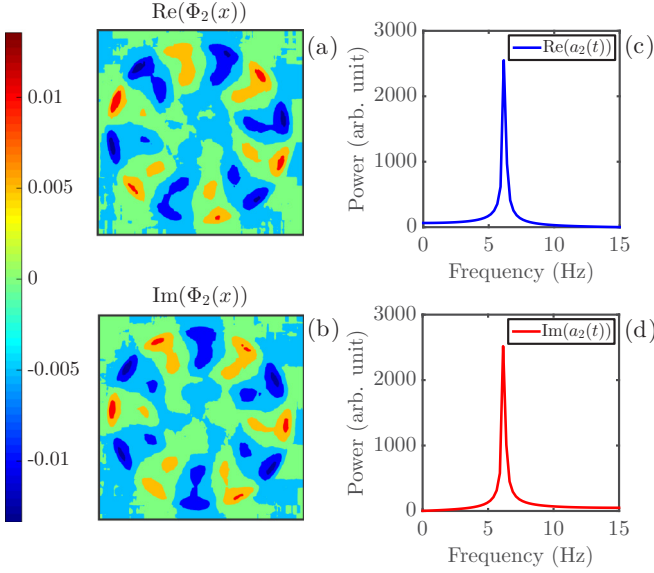 Re(Φ₂(x))
(a)
0.01
0.005
0
-0.005
-0.01
Im(Φ₂(x))
(b)
Re(a₂(t))
(c)
Power (arb. unit)
3000
2000
1000
0
0 5 10 15
Frequency (Hz)
Im(a₂(t))
(d)
Power (arb. unit)
3000
2000
1000
0
0 5 10 15
Frequency (Hz)